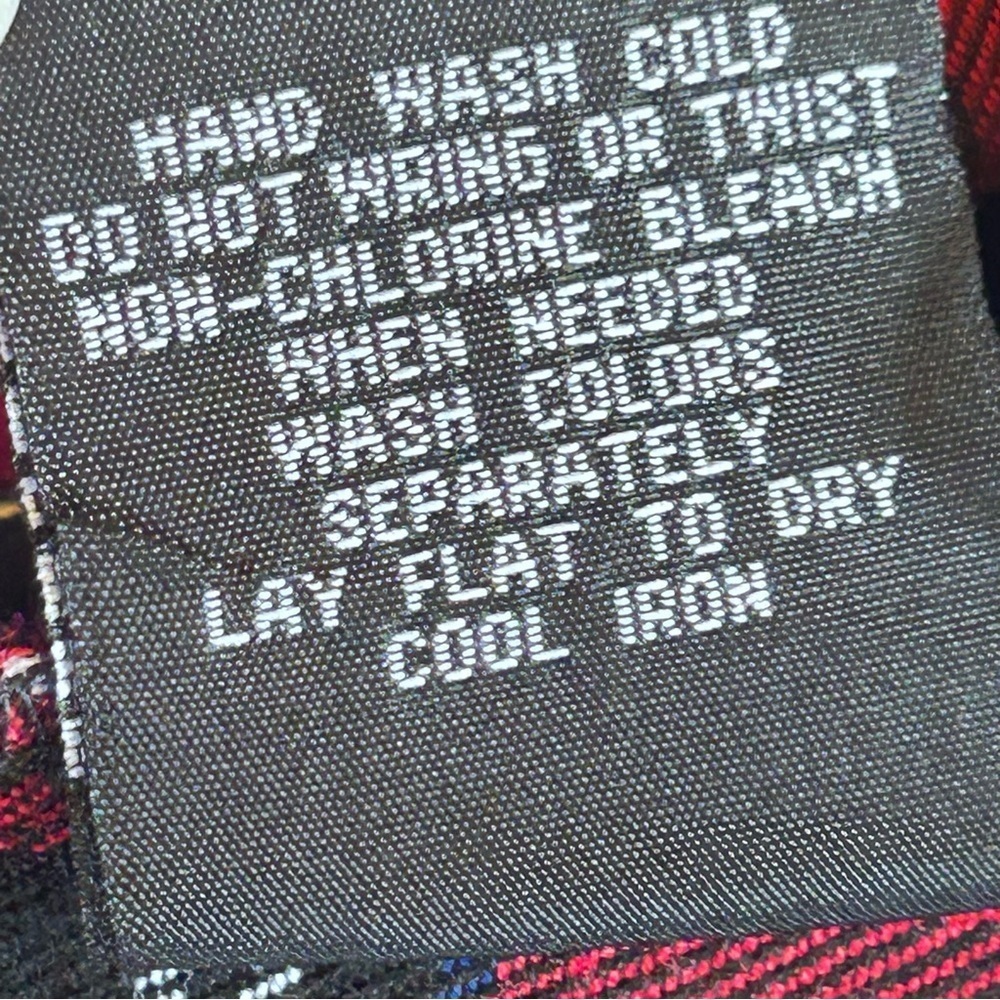 HAND WASH COLD
DO NOT WRING OR TWIST
NON-CHLORINE BLEACH
WHEN NEEDED
WASH COLORS
SEPARATELY
LAY FLAT TO DRY
COOL IRON